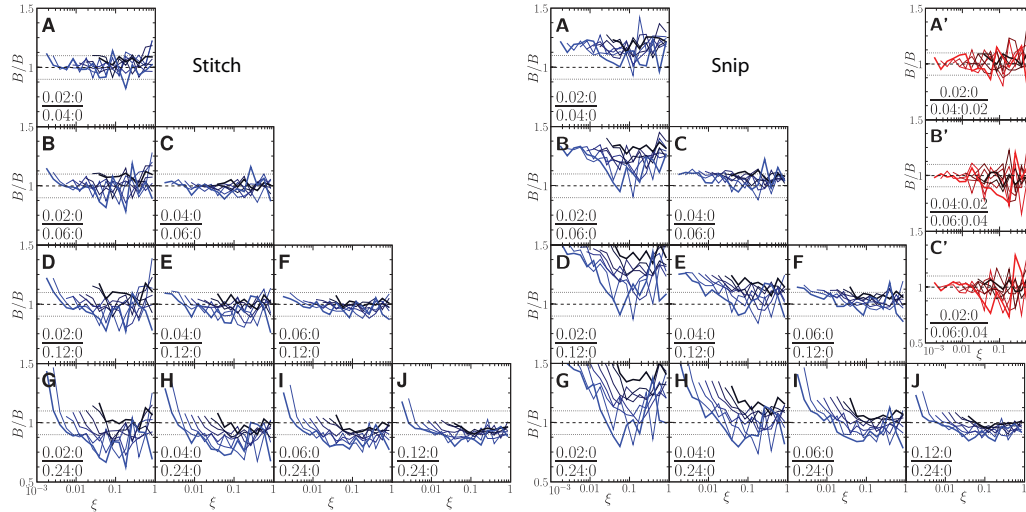 Stitch
A
B/B
1.5
1
0.02:0
0.04:0
B
C
B/B
1.5
1
0.02:0
0.06:0
0.04:0
0.06:0
D
E
F
B/B
1.5
1
0.02:0
0.12:0
0.04:0
0.12:0
0.06:0
0.12:0
G
H
I
J
B/B
1.5
1
0.5
0.02:0
0.24:0
0.04:0
0.24:0
0.06:0
0.24:0
0.12:0
0.24:0
10⁻³ 0.01 0.1 1 0.01 0.1 1 0.01 0.1 1 0.01 0.1 1
ξ ξ ξ ξ
Snip
A
B/B
1.5
1
0.02:0
0.04:0
B
C
B/B
1.5
1
0.02:0
0.06:0
0.04:0
0.06:0
D
E
F
B/B
1.5
1
0.02:0
0.12:0
0.04:0
0.12:0
0.06:0
0.12:0
G
H
I
J
B/B
1.5
1
0.5
0.02:0
0.24:0
0.04:0
0.24:0
0.06:0
0.24:0
0.12:0
0.24:0
10⁻³ 0.01 0.1 1 0.01 0.1 1 0.01 0.1 1 0.01 0.1 1
ξ ξ ξ ξ
A'
B/B
1.5
1
0.02:0
0.04:0.02
B'
B/B
1.5
1
0.04:0.02
0.06:0.04
C'
B/B
1.5
1
0.5
0.02:0
0.06:0.04
10⁻³ 0.01 0.1 1
ξ